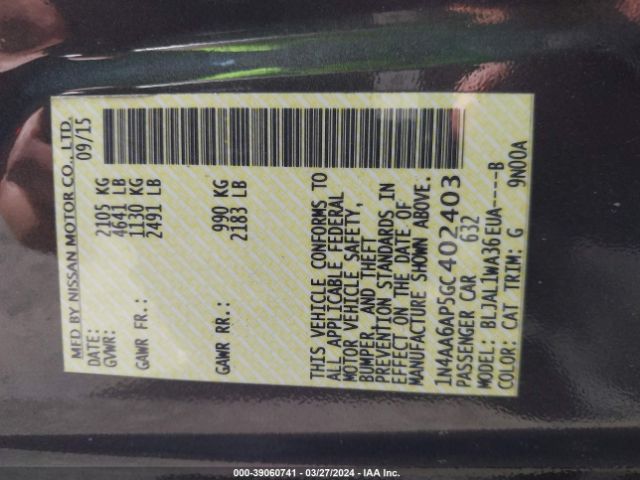 MFD BY NISSAN MOTOR CO., LTD.
DATE: 09/15
GVWR: 2105 KG
4641 LB
GAWR FR.: 1130 KG
2491 LB
GAWR RR.: 990 KG
2183 LB
THIS VEHICLE CONFORMS TO
ALL APPLICABLE FEDERAL
MOTOR VEHICLE SAFETY,
BUMPER AND THEFT
PREVENTION STANDARDS IN
EFFECT ON THE DATE OF
MANUFACTURE SHOWN ABOVE.
1N4AA6AP5GC402403
PASSENGER CAR 632
MODEL: BLJAL1WA36EUA----B
COLOR: CAT TRIM: G 9N00A
000-39060741 - 03/27/2024 - IAA Inc.